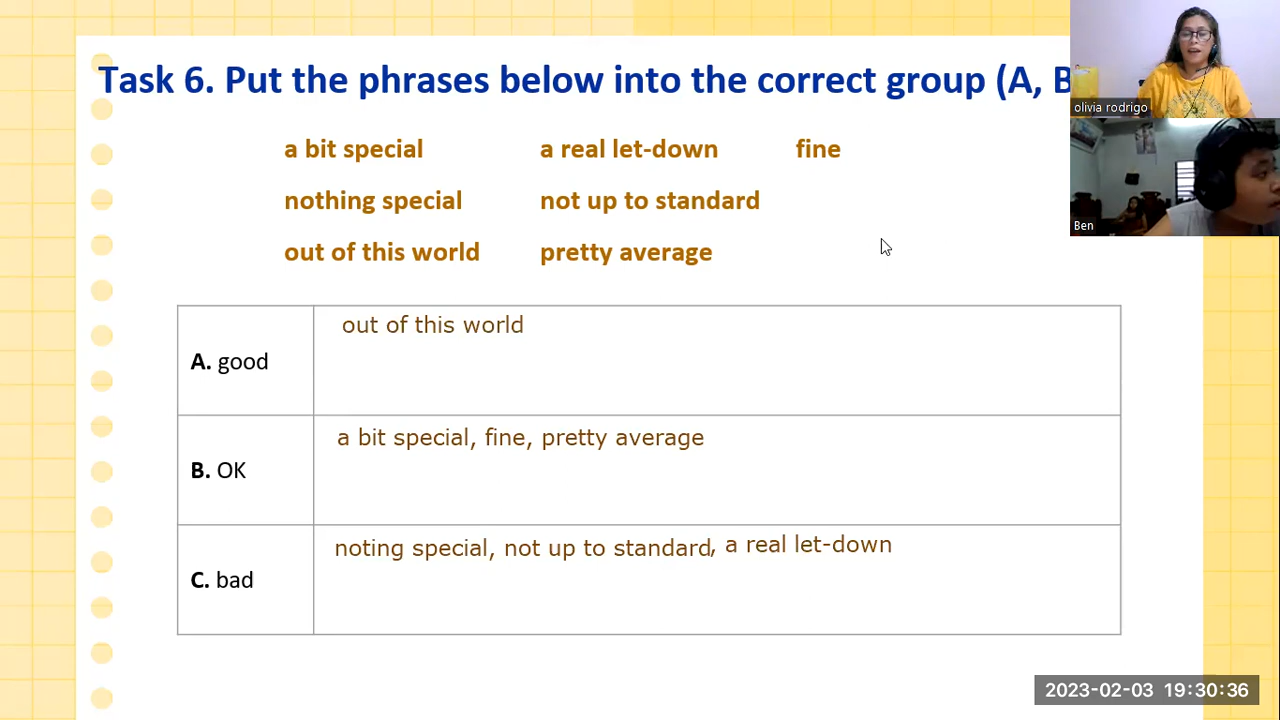 Task 6. Put the phrases below into the correct group (A, B
olivia rodrigo
a bit special a real let-down fine
nothing special not up to standard
Ben
out of this world pretty average
out of this world
A. good
a bit special, fine, pretty average
B. OK
noting special, not up to standard, a real let-down
C. bad
2023-02-03 19:30:36